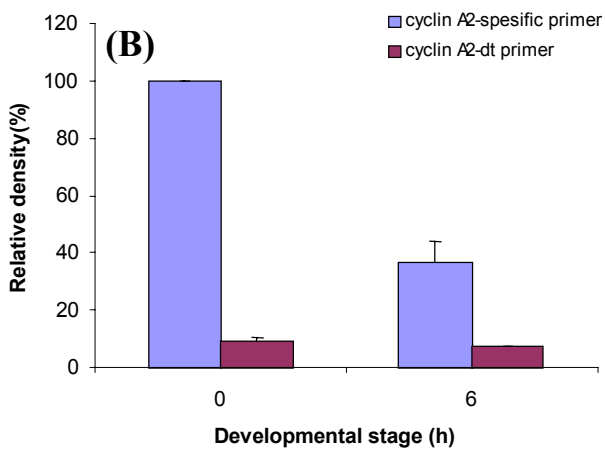 cyclin A2-spesific primer
cyclin A2-dt primer
(B)
120
100
80
60
40
20
0
Relative density(%)
0 6
Developmental stage (h)